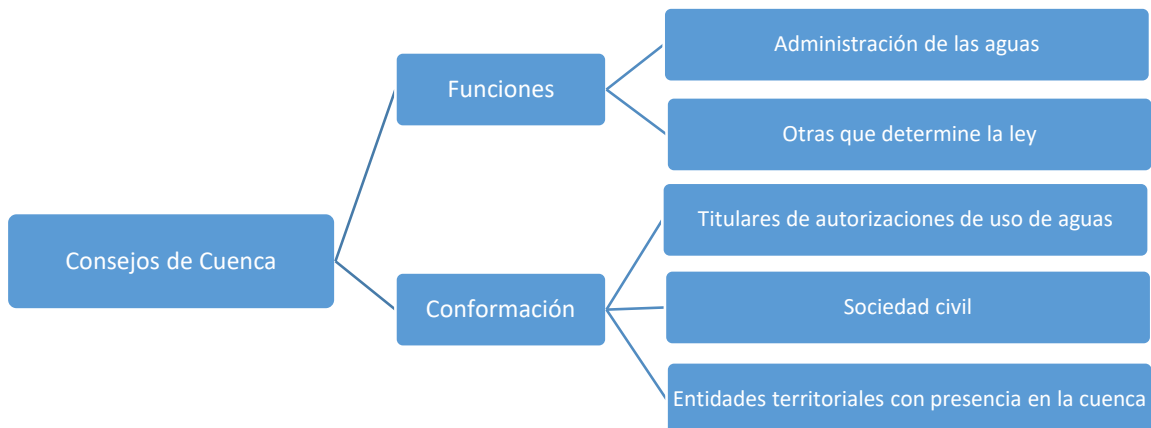 Consejos de Cuenca
Funciones
Administración de las aguas
Otras que determine la ley
Conformación
Titulares de autorizaciones de uso de aguas
Sociedad civil
Entidades territoriales con presencia en la cuenca